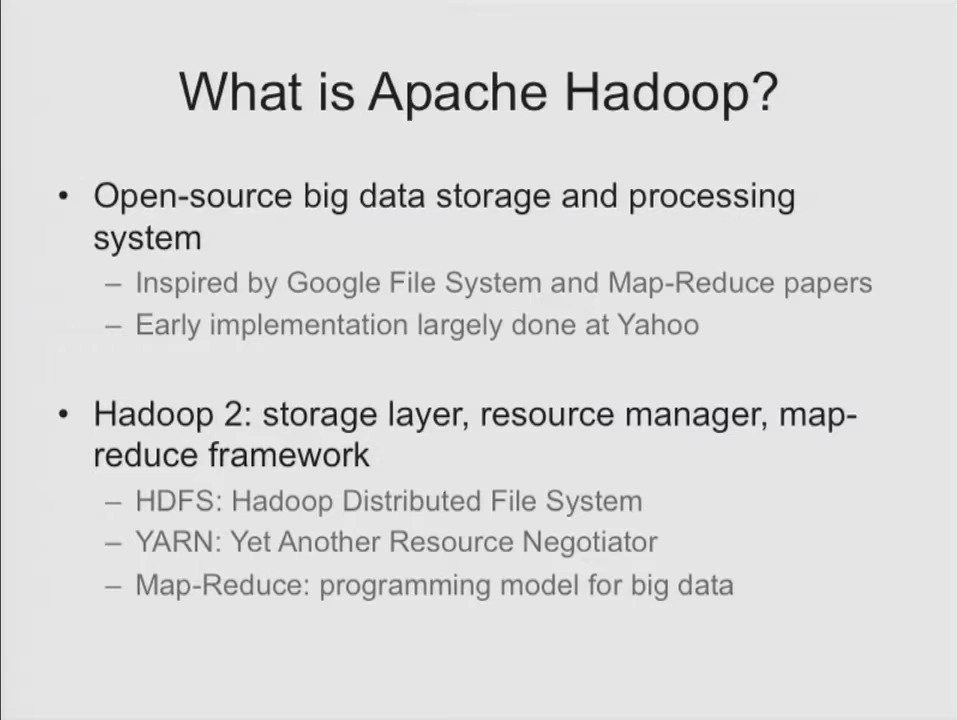 What is Apache Hadoop?
• Open-source big data storage and processing
system
– Inspired by Google File System and Map-Reduce papers
– Early implementation largely done at Yahoo
• Hadoop 2: storage layer, resource manager, map-
reduce framework
– HDFS: Hadoop Distributed File System
– YARN: Yet Another Resource Negotiator
– Map-Reduce: programming model for big data